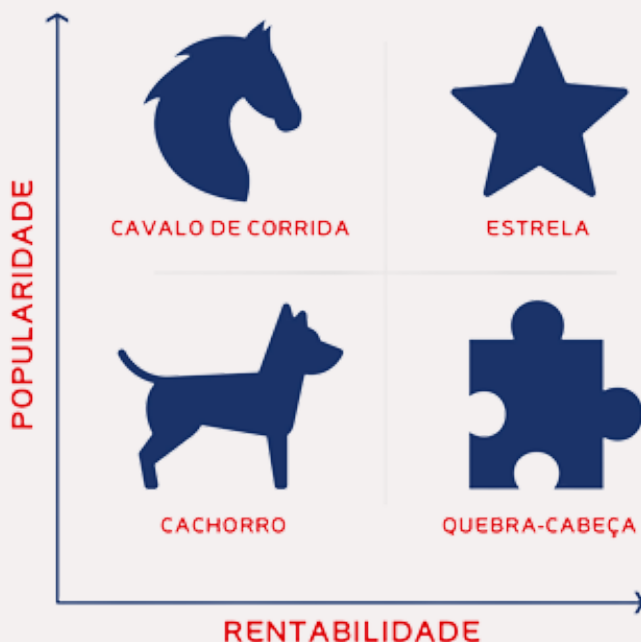 POPULARIDADE
CAVALO DE CORRIDA
ESTRELA
CACHORRO
QUEBRA-CABEÇA
RENTABILIDADE